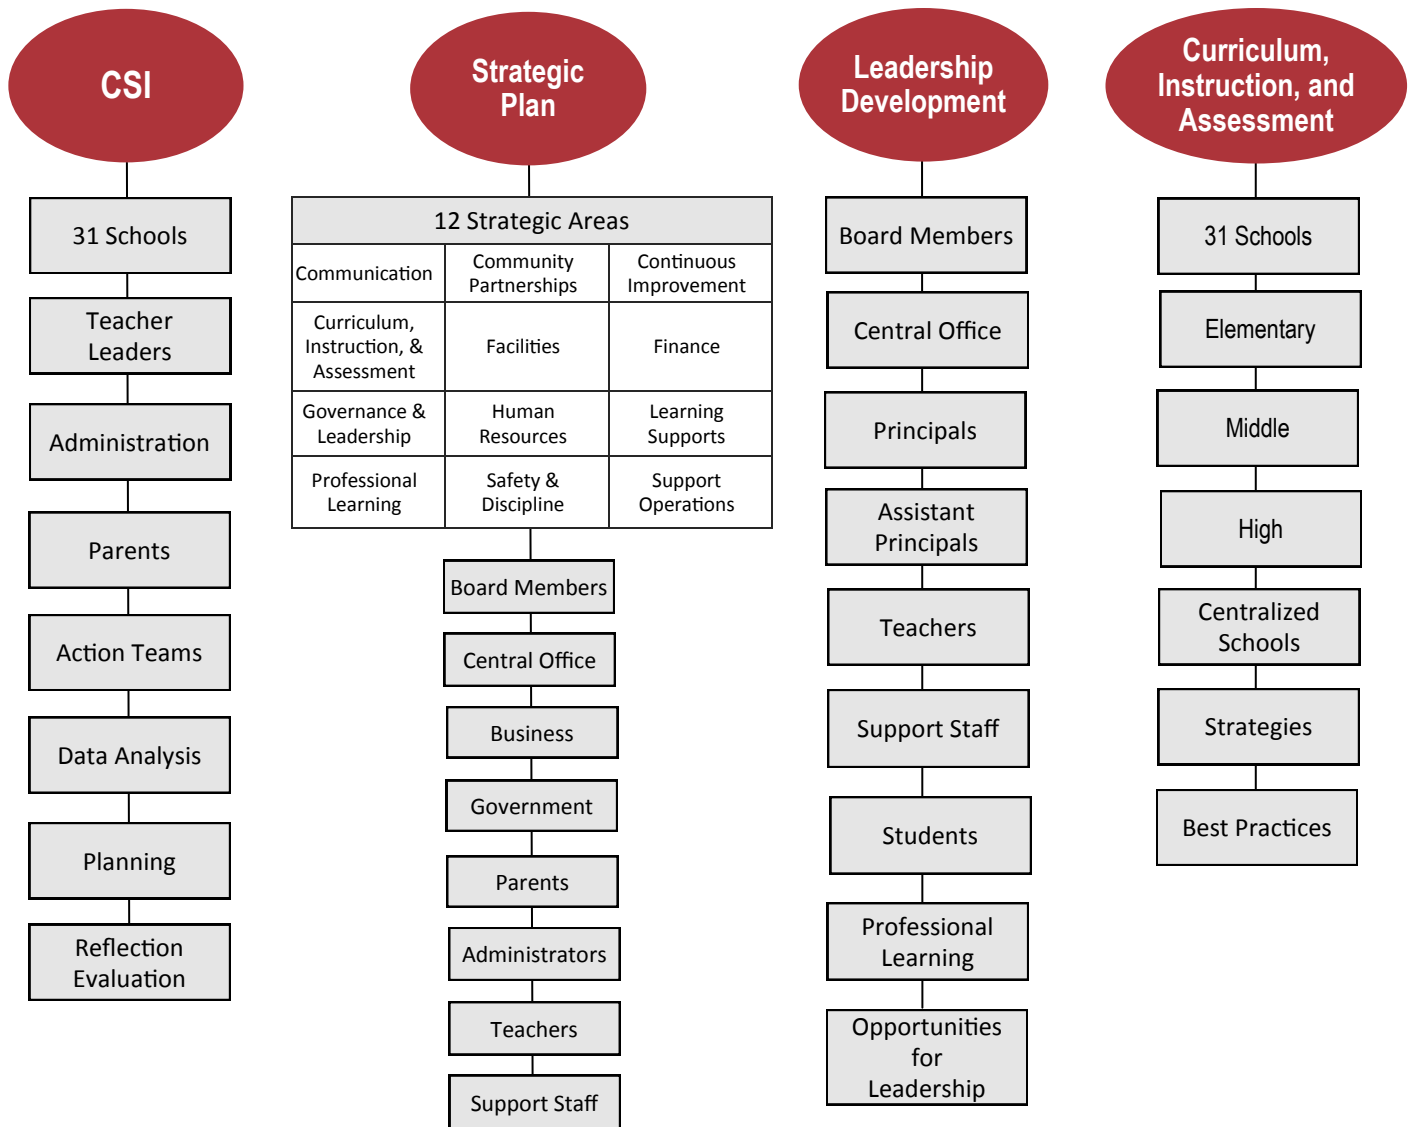 CSI
31 Schools
Teacher
Leaders
Administration
Parents
Action Teams
Data Analysis
Planning
Reflection
Evaluation
Strategic
Plan
12 Strategic Areas
Communication
Community
Partnerships
Continuous
Improvement
Curriculum,
Instruction, &
Assessment
Facilities
Finance
Governance &
Leadership
Human
Resources
Learning
Supports
Professional
Learning
Safety &
Discipline
Support
Operations
Board Members
Central Office
Business
Government
Parents
Administrators
Teachers
Support Staff
Leadership
Development
Board Members
Central Office
Principals
Assistant
Principals
Teachers
Support Staff
Students
Professional
Learning
Opportunities
for
Leadership
Curriculum,
Instruction, and
Assessment
31 Schools
Elementary
Middle
High
Centralized
Schools
Strategies
Best Practices